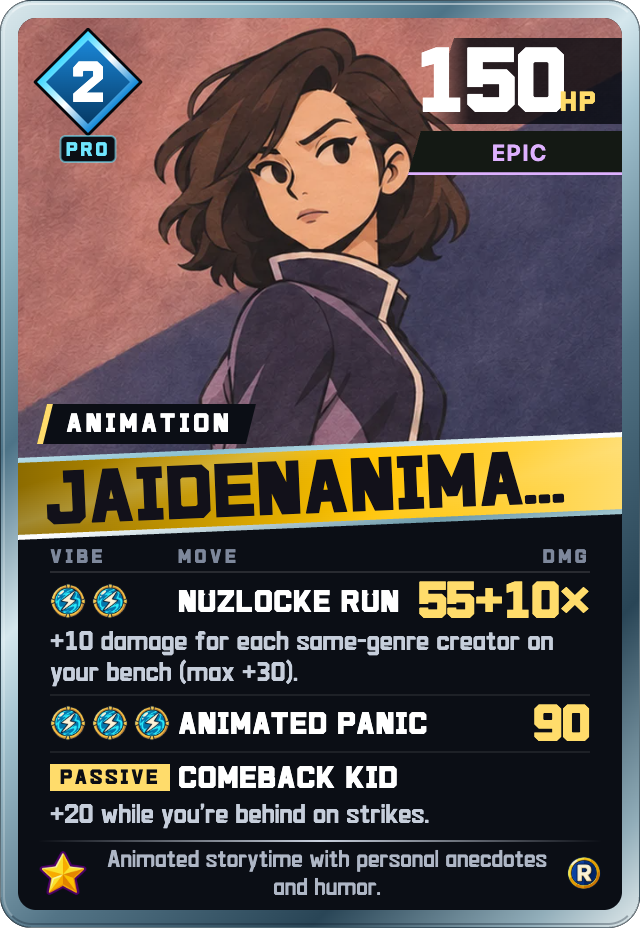 2
PRO
150HP
EPIC
ANIMATION
JAIDENANIMA...
VIBE MOVE DMG
NUZLOCKE RUN 55+10×
+10 damage for each same-genre creator on
your bench (max +30).
ANIMATED PANIC 90
PASSIVE COMEBACK KID
+20 while you're behind on strikes.
Animated storytime with personal anecdotes
and humor.
R